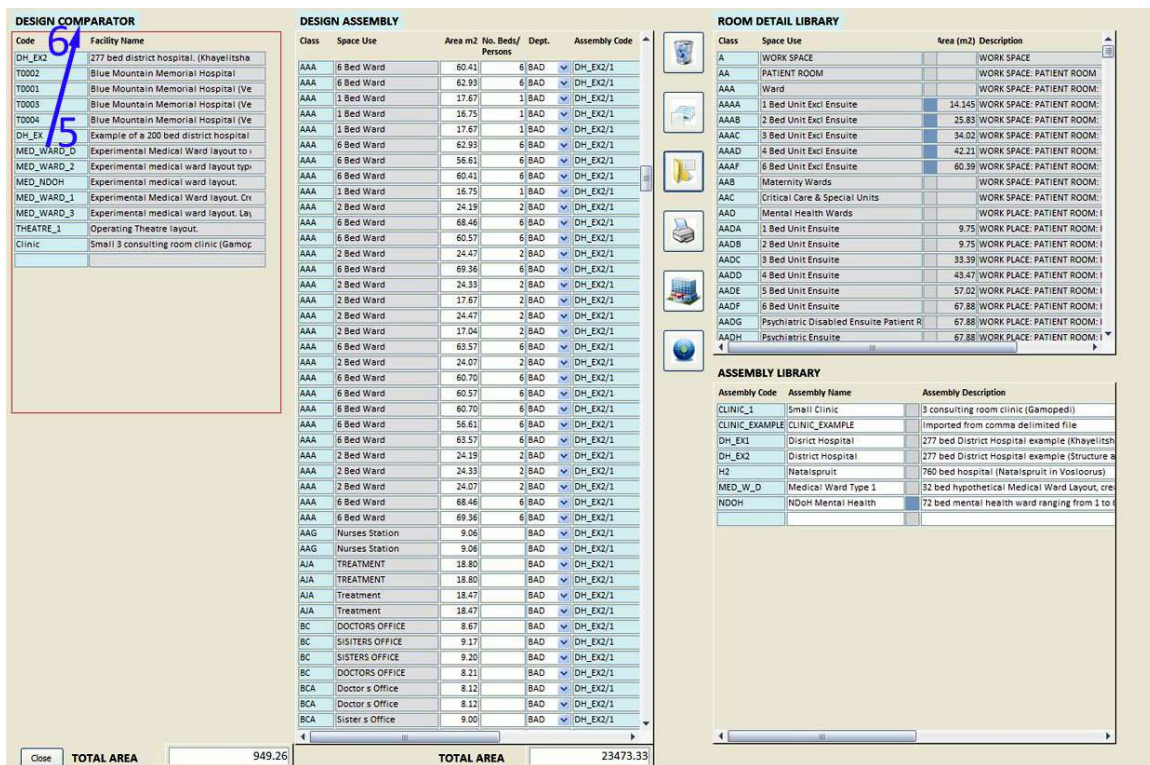 DESIGN COMPARATOR
Code Facility Name
6
DH_EX2 277 bed district hospital. (Khayelitsha
T0002 Blue Mountain Memorial Hospital
T0001 Blue Mountain Memorial Hospital (Ve
T0003 Blue Mountain Memorial Hospital (Ve
T0004 Blue Mountain Memorial Hospital (Ve
5
DH_EX Example of a 200 bed district hospital
MED_WARD_D Experimental Medical Ward layout to
MED_WARD_2 Experimental medical ward layout typ
MED_NDOH Experimental medical ward layout.
MED_WARD_1 Experimental Medical Ward layout. Cr
MED_WARD_3 Experimental medical ward layout. La
THEATRE_1 Operating Theatre layout.
Clinic Small 3 consulting room clinic (Gamop
Close TOTAL AREA 949.26
DESIGN ASSEMBLY
Class Space Use Area m2 No. Beds/ Persons Dept. Assembly Code
AAA 6 Bed Ward 60.41 6 BAD DH_EX2/1
AAA 6 Bed Ward 62.93 6 BAD DH_EX2/1
AAA 1 Bed Ward 17.67 1 BAD DH_EX2/1
AAA 1 Bed Ward 16.75 1 BAD DH_EX2/1
AAA 1 Bed Ward 17.67 1 BAD DH_EX2/1
AAA 6 Bed Ward 62.93 6 BAD DH_EX2/1
AAA 6 Bed Ward 56.61 6 BAD DH_EX2/1
AAA 6 Bed Ward 60.41 6 BAD DH_EX2/1
AAA 1 Bed Ward 16.75 1 BAD DH_EX2/1
AAA 2 Bed Ward 24.19 2 BAD DH_EX2/1
AAA 6 Bed Ward 68.46 6 BAD DH_EX2/1
AAA 6 Bed Ward 60.57 6 BAD DH_EX2/1
AAA 2 Bed Ward 24.47 2 BAD DH_EX2/1
AAA 6 Bed Ward 69.36 6 BAD DH_EX2/1
AAA 2 Bed Ward 24.33 2 BAD DH_EX2/1
AAA 2 Bed Ward 17.67 2 BAD DH_EX2/1
AAA 2 Bed Ward 24.47 2 BAD DH_EX2/1
AAA 2 Bed Ward 17.04 2 BAD DH_EX2/1
AAA 6 Bed Ward 63.57 6 BAD DH_EX2/1
AAA 2 Bed Ward 24.07 2 BAD DH_EX2/1
AAA 6 Bed Ward 60.70 6 BAD DH_EX2/1
AAA 6 Bed Ward 60.57 6 BAD DH_EX2/1
AAA 6 Bed Ward 60.70 6 BAD DH_EX2/1
AAA 6 Bed Ward 56.61 6 BAD DH_EX2/1
AAA 6 Bed Ward 63.57 6 BAD DH_EX2/1
AAA 2 Bed Ward 24.19 2 BAD DH_EX2/1
AAA 2 Bed Ward 24.33 2 BAD DH_EX2/1
AAA 2 Bed Ward 24.07 2 BAD DH_EX2/1
AAA 6 Bed Ward 68.46 6 BAD DH_EX2/1
AAA 6 Bed Ward 69.36 6 BAD DH_EX2/1
AAG Nurses Station 9.06 BAD DH_EX2/1
AAG Nurses Station 9.06 BAD DH_EX2/1
AJA TREATMENT 18.80 BAD DH_EX2/1
AJA TREATMENT 18.80 BAD DH_EX2/1
AJA Treatment 18.47 BAD DH_EX2/1
AJA Treatment 18.47 BAD DH_EX2/1
BC DOCTORS OFFICE 8.67 BAD DH_EX2/1
BC SISITERS OFFICE 9.17 BAD DH_EX2/1
BC SISTERS OFFICE 9.20 BAD DH_EX2/1
BC DOCTORS OFFICE 8.21 BAD DH_EX2/1
BCA Doctor s Office 8.12 BAD DH_EX2/1
BCA Doctor s Office 8.12 BAD DH_EX2/1
BCA Sister s Office 9.00 BAD DH_EX2/1
TOTAL AREA 23473.33
ROOM DETAIL LIBRARY
Class Space Use Area (m2) Description
A WORK SPACE WORK SPACE
AA PATIENT ROOM WORK SPACE: PATIENT ROOM
AAA Ward WORK SPACE: PATIENT ROOM:
AAAA 1 Bed Unit Excl Ensuite 14.145 WORK SPACE: PATIENT ROOM:
AAAB 2 Bed Unit Excl Ensuite 25.83 WORK SPACE: PATIENT ROOM:
AAAC 3 Bed Unit Excl Ensuite 34.02 WORK SPACE: PATIENT ROOM:
AAAD 4 Bed Unit Excl Ensuite 42.21 WORK SPACE: PATIENT ROOM:
AAAF 6 Bed Unit Excl Ensuite 60.39 WORK SPACE: PATIENT ROOM:
AAB Maternity Wards WORK SPACE: PATIENT ROOM:
AAC Critical Care & Special Units WORK SPACE: PATIENT ROOM:
AAD Mental Health Wards WORK PLACE: PATIENT ROOM:
AADA 1 Bed Unit Ensuite 9.75 WORK PLACE: PATIENT ROOM:
AADB 2 Bed Unit Ensuite 9.75 WORK PLACE: PATIENT ROOM:
AADC 3 Bed Unit Ensuite 33.39 WORK PLACE: PATIENT ROOM:
AADD 4 Bed Unit Ensuite 43.47 WORK PLACE: PATIENT ROOM:
AADE 5 Bed Unit Ensuite 57.02 WORK PLACE: PATIENT ROOM:
AADF 6 Bed Unit Ensuite 67.88 WORK PLACE: PATIENT ROOM:
AADG Psychiatric Disabled Ensuite Patient R 67.88 WORK PLACE: PATIENT ROOM:
AADH Psychiatric Ensuite 67.88 WORK PLACE: PATIENT ROOM:
ASSEMBLY LIBRARY
Assembly Code Assembly Name Assembly Description
CLINIC_1 Small Clinic 3 consulting room clinic (Gamopedi)
CLINIC_EXAMPLE CLINIC_EXAMPLE Imported from comma delimited file
DH_EX1 Disrict Hospital 277 bed District Hospital example (Khayelitsh
DH_EX2 District Hospital 277 bed District Hospital example (Structure a
H2 Natalspruit 760 bed hospital (Natalspruit in Vosloorus)
MED_W_D Medical Ward Type 1 32 bed hypothetical Medical Ward Layout, cre
NDOH NDoH Mental Health 72 bed mental health ward ranging from 1 to 6